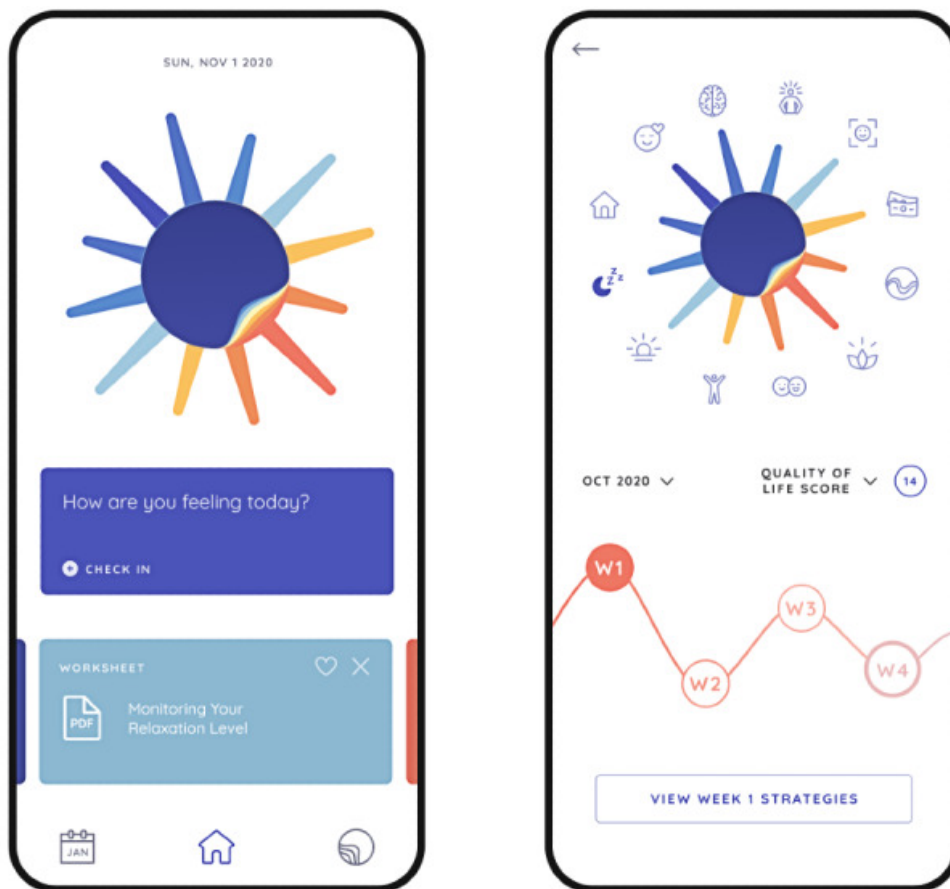 SUN, NOV 1 2020
How are you feeling today?
CHECK IN
WORKSHEET
PDF
Monitoring Your
Relaxation Level
JAN
z z z
OCT 2020
QUALITY OF
LIFE SCORE
14
W1
W2
W3
W4
VIEW WEEK 1 STRATEGIES